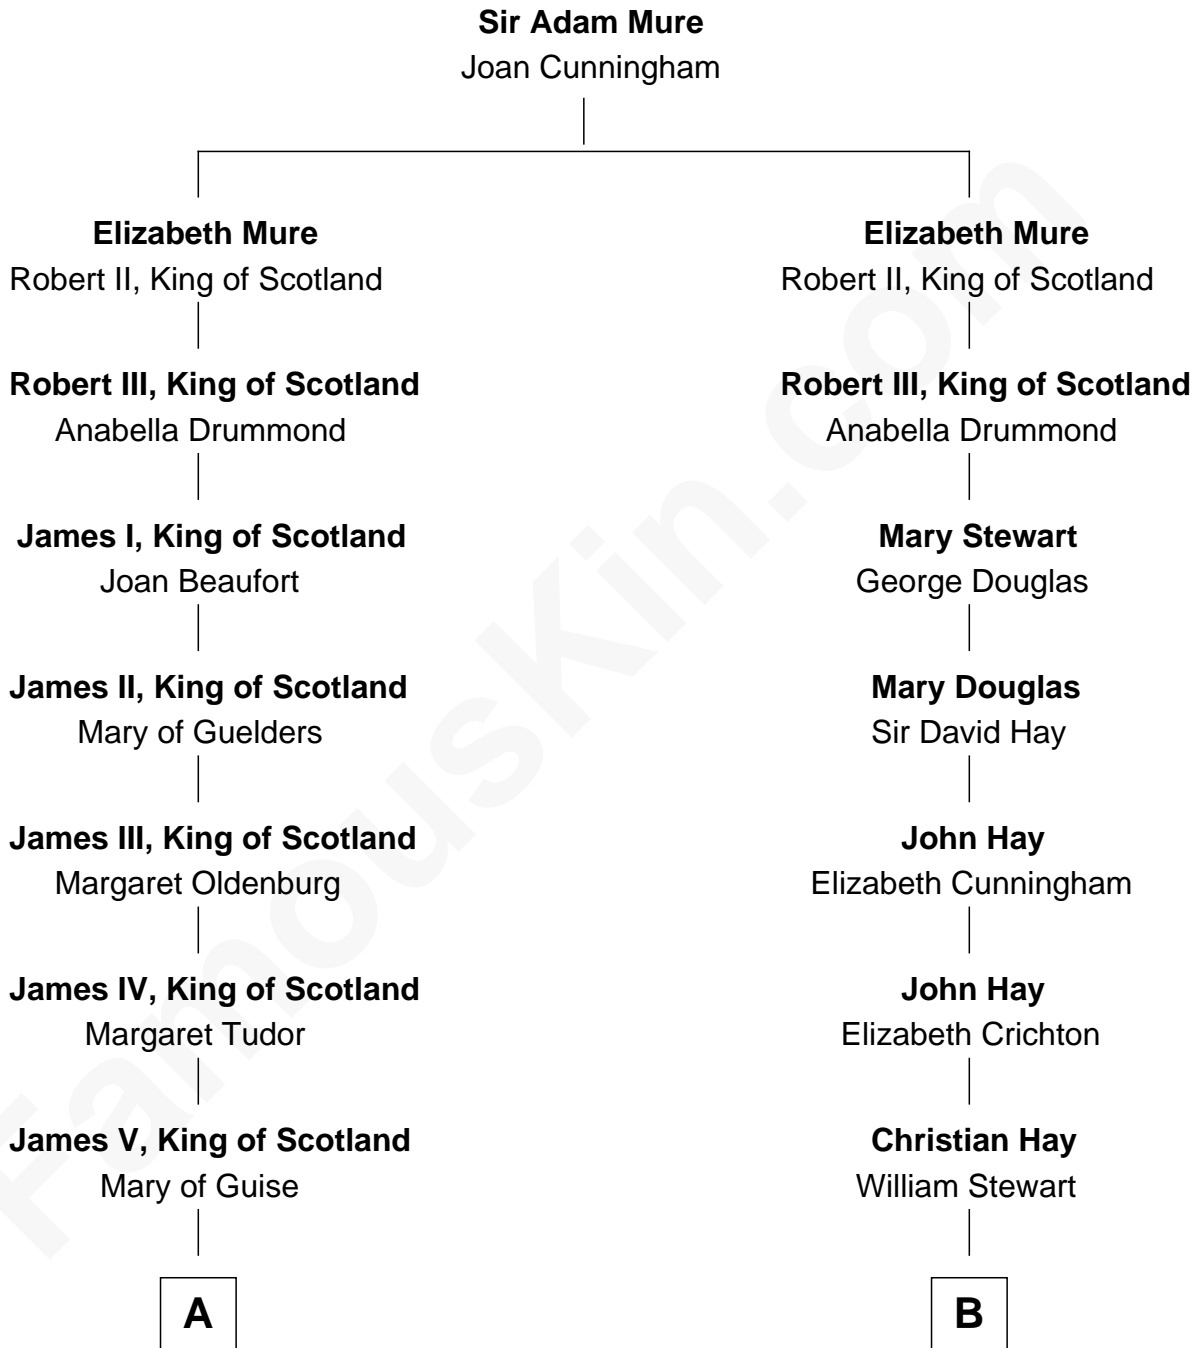 Sir Adam Mure
Joan Cunningham
Elizabeth Mure
Robert II, King of Scotland
Robert III, King of Scotland
Anabella Drummond
James I, King of Scotland
Joan Beaufort
James II, King of Scotland
Mary of Guelders
James III, King of Scotland
Margaret Oldenburg
James IV, King of Scotland
Margaret Tudor
James V, King of Scotland
Mary of Guise
A
Elizabeth Mure
Robert II, King of Scotland
Robert III, King of Scotland
Anabella Drummond
Mary Stewart
George Douglas
Mary Douglas
Sir David Hay
John Hay
Elizabeth Cunningham
John Hay
Elizabeth Crichton
Christian Hay
William Stewart
B
FamousKin.com